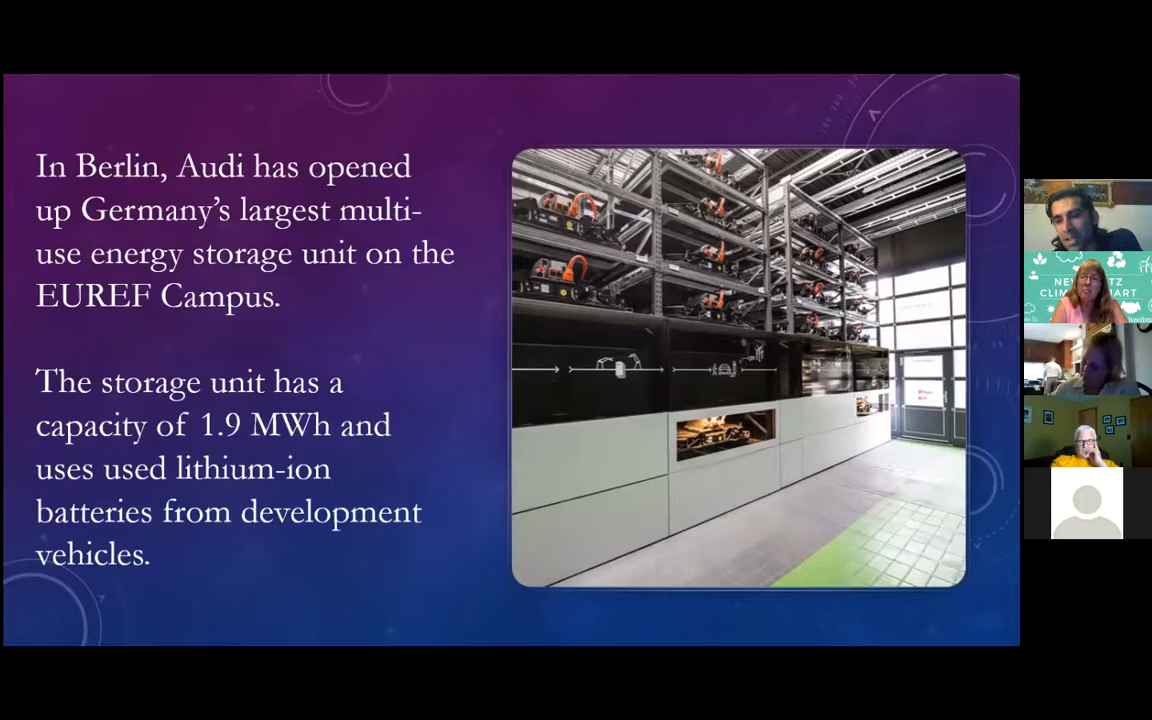 In Berlin, Audi has opened
up Germany’s largest multi-
use energy storage unit on the
EUREF Campus.
The storage unit has a
capacity of 1.9 MWh and
uses used lithium-ion
batteries from development
vehicles.